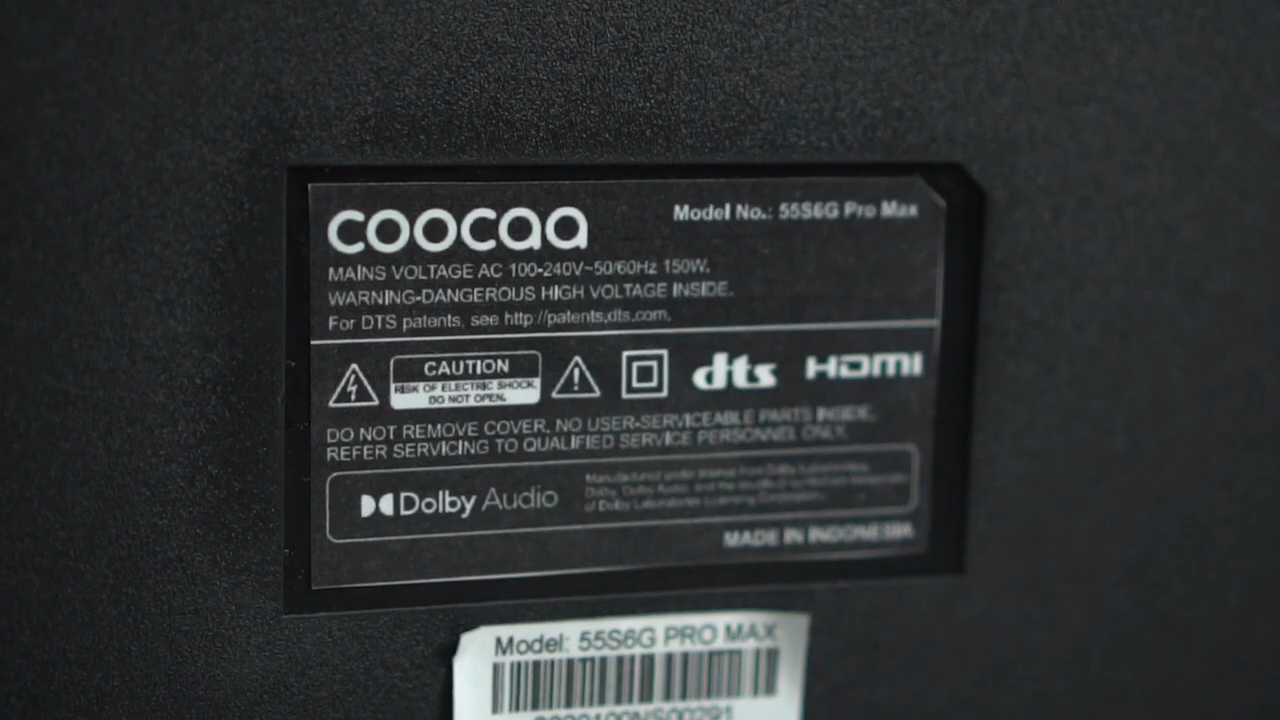 coocaa
Model No.: 55S6G Pro Max
MAINS VOLTAGE AC 100-240V~50/60Hz 150W.
WARNING-DANGEROUS HIGH VOLTAGE INSIDE.
For DTS patents, see http://patents.dts.com.
CAUTION
RISK OF ELECTRIC SHOCK.
DO NOT OPEN.
dts
HDMI
DO NOT REMOVE COVER, NO USER-SERVICEABLE PARTS INSIDE.
REFER SERVICING TO QUALIFIED SERVICE PERSONNEL ONLY.
Dolby Audio
Manufactured under license from Dolby Laboratories.
Dolby, Dolby Audio, and the double-D symbol are trademarks
of Dolby Laboratories Licensing Corporation.
MADE IN INDONESIA
Model: 55S6G PRO MAX